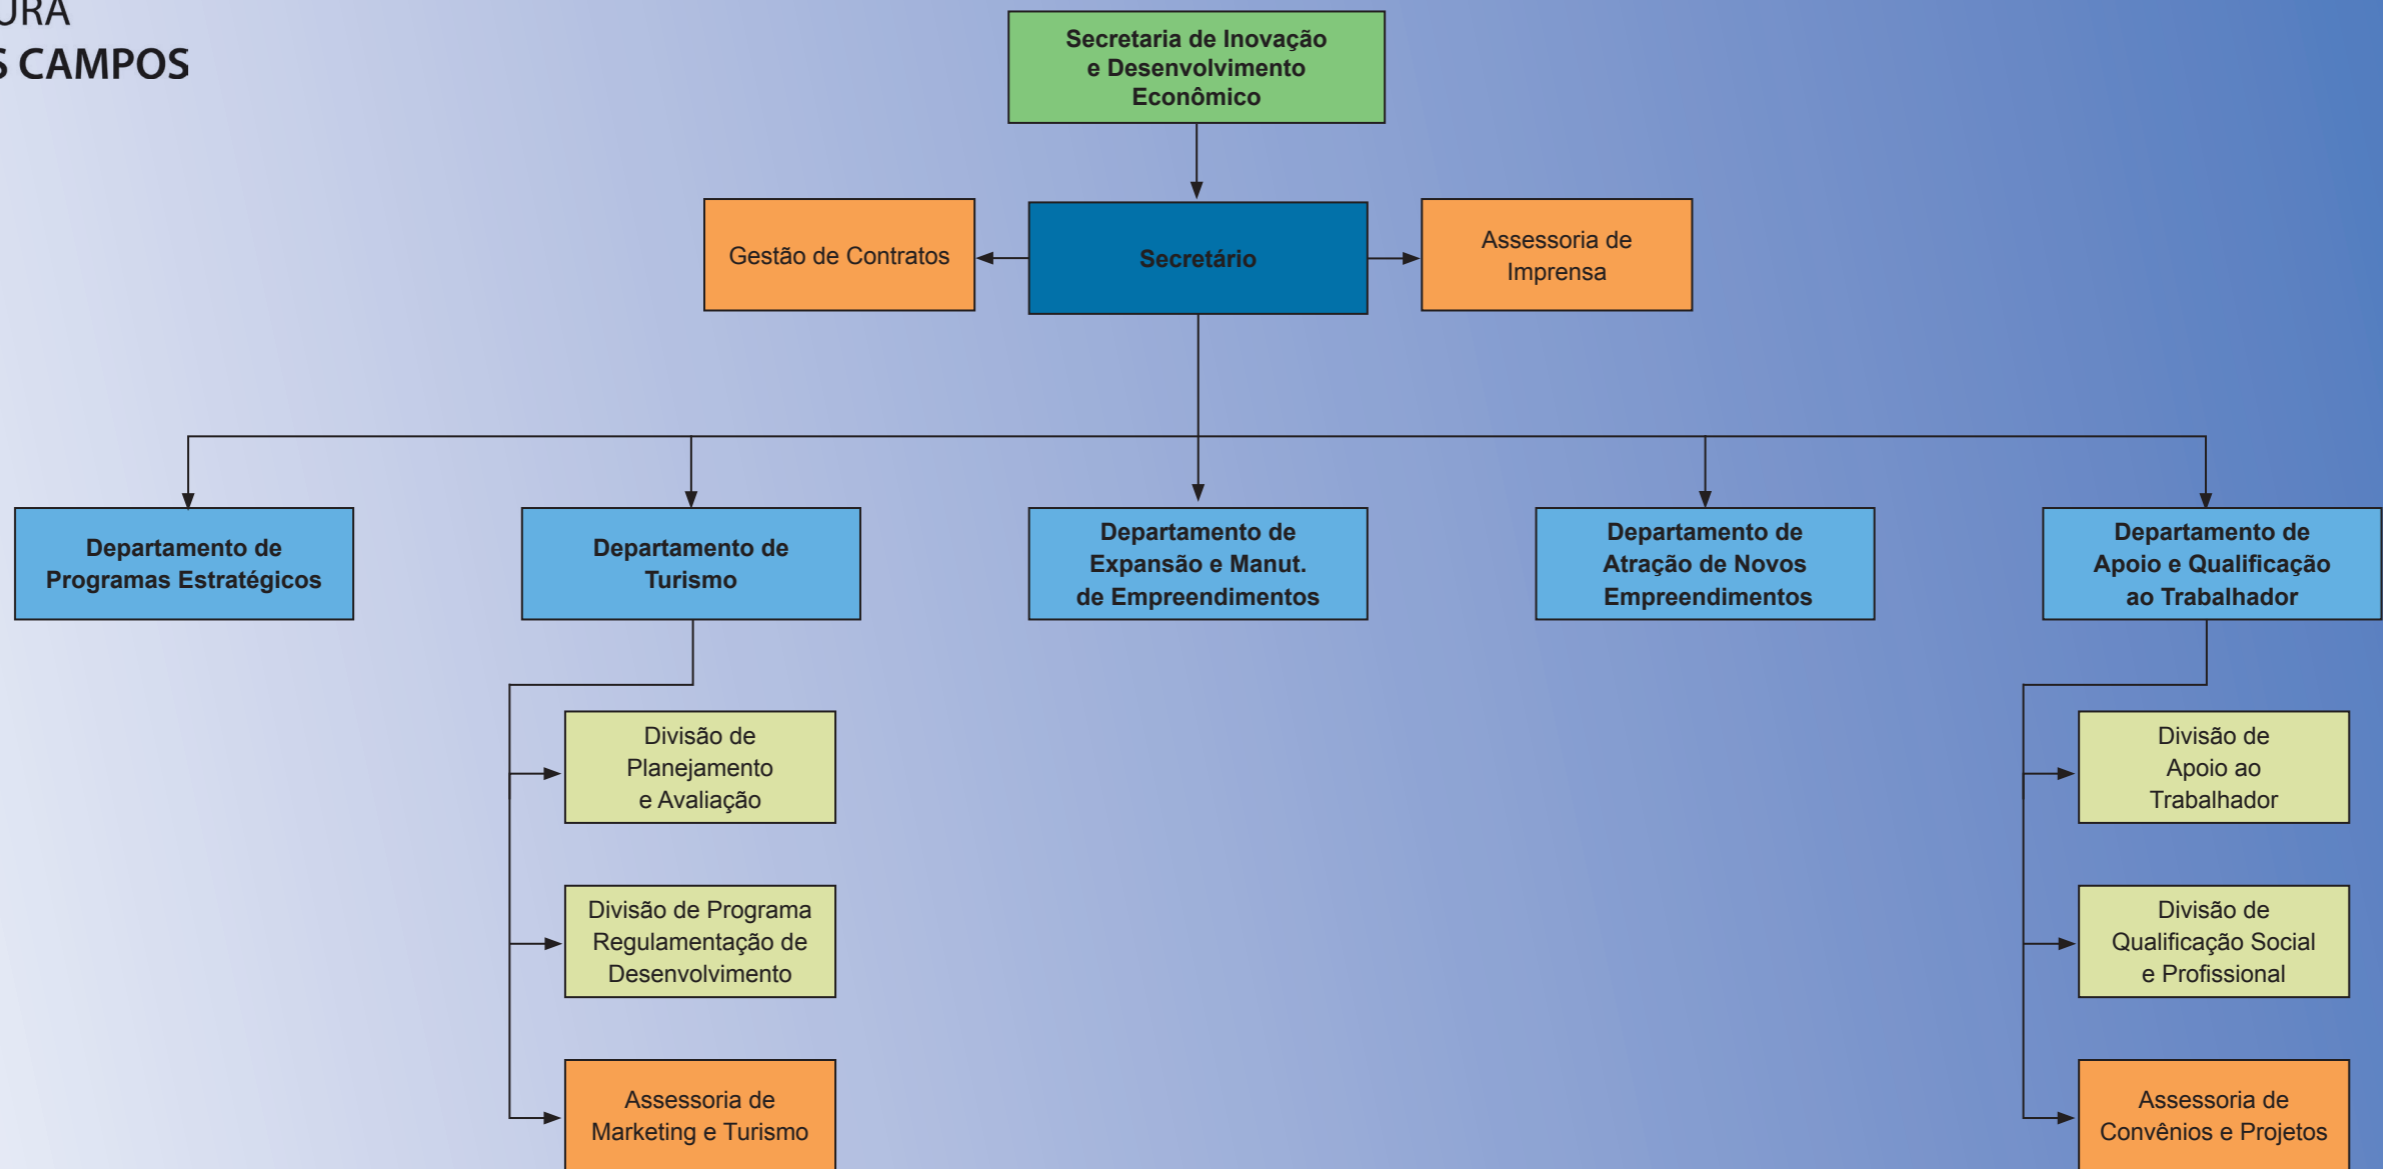 URA
S CAMPOS
Secretaria de Inovação
e Desenvolvimento
Econômico
Gestão de Contratos
Secretário
Assessoria de
Imprensa
Departamento de
Programas Estratégicos
Departamento de
Turismo
Departamento de
Expansão e Manut.
de Empreendimentos
Departamento de
Atração de Novos
Empreendimentos
Departamento de
Apoio e Qualificação
ao Trabalhador
Divisão de
Planejamento
e Avaliação
Divisão de Programa
Regulamentação de
Desenvolvimento
Assessoria de
Marketing e Turismo
Divisão de
Apoio ao
Trabalhador
Divisão de
Qualificação Social
e Profissional
Assessoria de
Convênios e Projetos